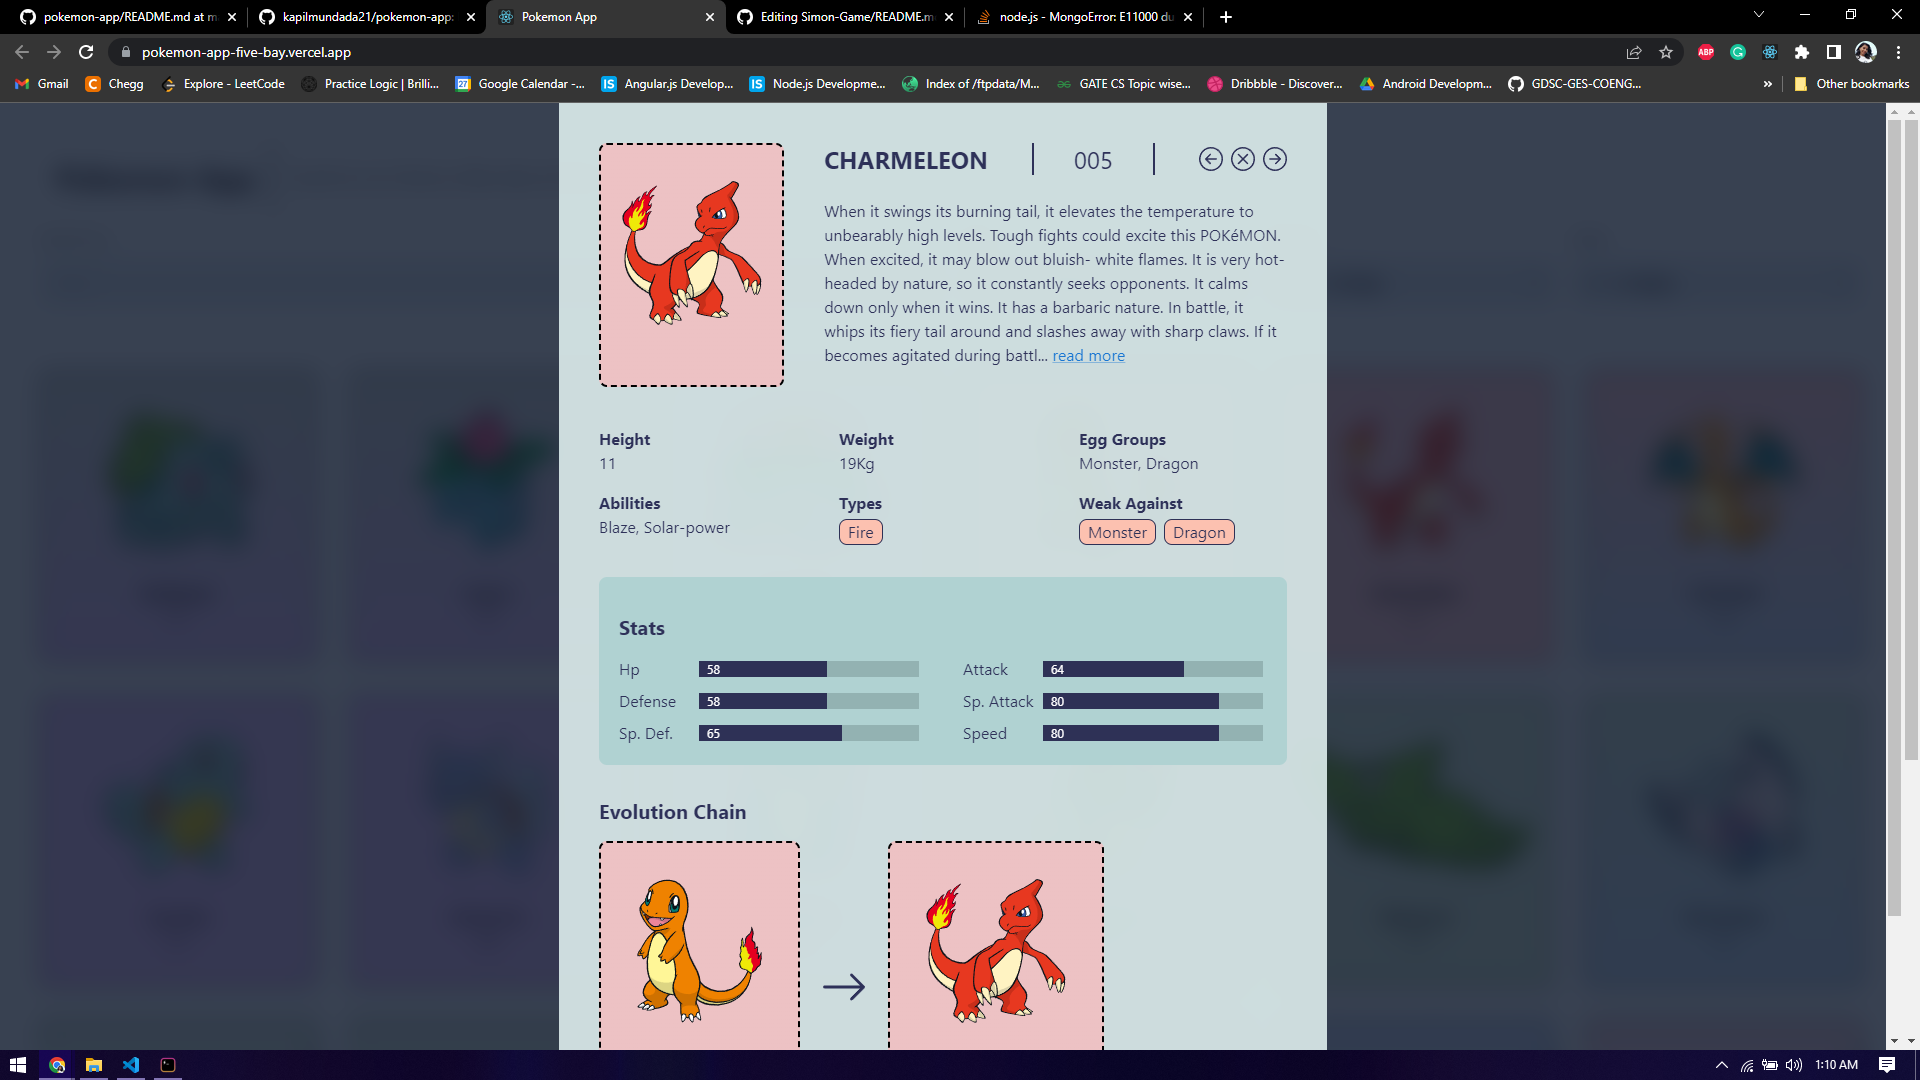 pokemon-app/README.md at m
kapilmundada21/pokemon-app:
Pokemon App
Editing Simon-Game/README.m
node.js - MongoError: E11000 du
pokemon-app-five-bay.vercel.app
Gmail
Chegg
Explore - LeetCode
Practice Logic | Brilli...
Google Calendar -...
Angular.js Develop...
Node.js Developme...
Index of /ftpdata/M...
GATE CS Topic wise...
Dribbble - Discover...
Android Developm...
GDSC-GES-COENG...
»
Other bookmarks
CHARMELEON
005
When it swings its burning tail, it elevates the temperature to
unbearably high levels. Tough fights could excite this POKéMON.
When excited, it may blow out bluish- white flames. It is very hot-
headed by nature, so it constantly seeks opponents. It calms
down only when it wins. It has a barbaric nature. In battle, it
whips its fiery tail around and slashes away with sharp claws. If it
becomes agitated during battl... read more
Height
11
Weight
19Kg
Egg Groups
Monster, Dragon
Abilities
Blaze, Solar-power
Types
Fire
Weak Against
Monster Dragon
Stats
Hp 58
Attack 64
Defense 58
Sp. Attack 80
Sp. Def. 65
Speed 80
Evolution Chain
1:10 AM